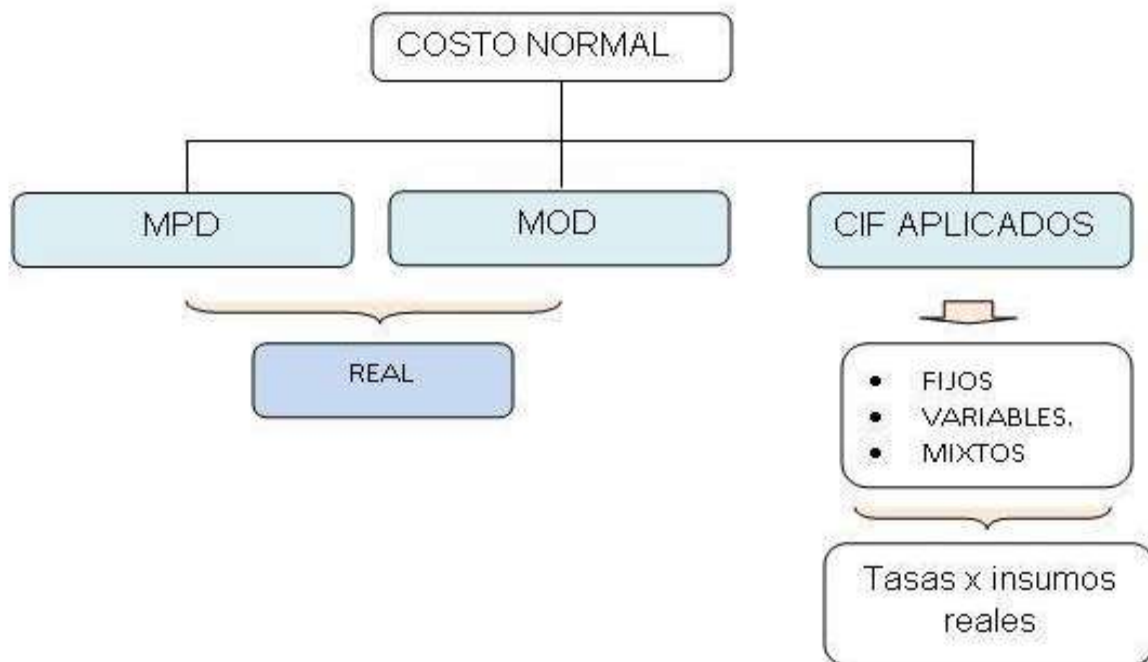 COSTO NORMAL
MPD
MOD
CIF APLICADOS
REAL
• FIJOS
• VARIABLES.
• MIXTOS
Tasas x insumos
reales